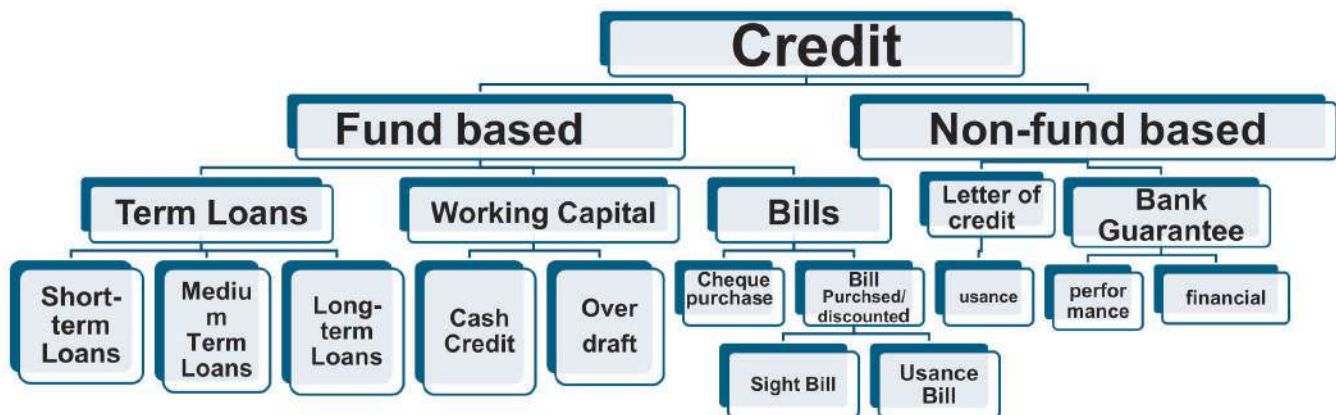 Credit
Fund based
Non-fund based
Term Loans
Working Capital
Bills
Letter of
credit
Bank
Guarantee
Short-
term
Loans
Mediu
m
Term
Loans
Long-
term
Loans
Cash
Credit
Over
draft
Cheque
purchase
Bill
Purchsed/
discounted
usance
perfor
mance
financial
Sight Bill
Usance
Bill